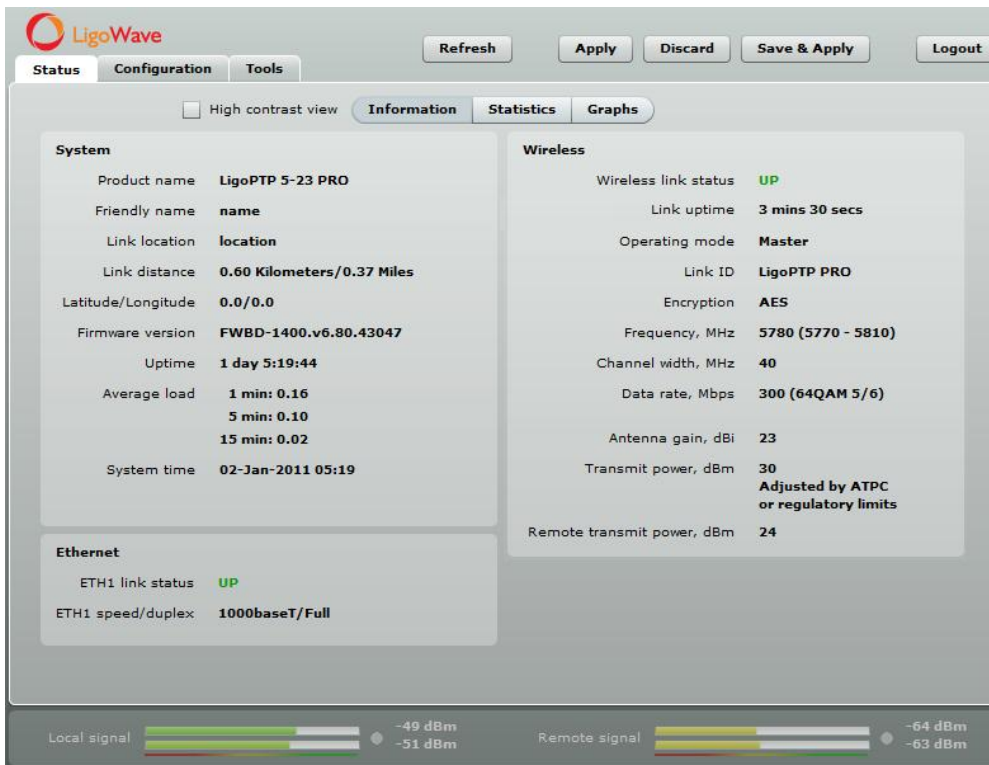 LigoWave
Refresh Apply Discard Save & Apply Logout
Status Configuration Tools
High contrast view Information Statistics Graphs
System
Product name LigoPTP 5-23 PRO
Friendly name name
Link location location
Link distance 0.60 Kilometers/0.37 Miles
Latitude/Longitude 0.0/0.0
Firmware version FWBD-1400.v6.80.43047
Uptime 1 day 5:19:44
Average load 1 min: 0.16
5 min: 0.10
15 min: 0.02
System time 02-Jan-2011 05:19
Ethernet
ETH1 link status UP
ETH1 speed/duplex 1000baseT/Full
Wireless
Wireless link status UP
Link uptime 3 mins 30 secs
Operating mode Master
Link ID LigoPTP PRO
Encryption AES
Frequency, MHz 5780 (5770 - 5810)
Channel width, MHz 40
Data rate, Mbps 300 (64QAM 5/6)
Antenna gain, dBi 23
Transmit power, dBm 30
Adjusted by ATPC
or regulatory limits
Remote transmit power, dBm 24
Local signal -49 dBm
-51 dBm
Remote signal -64 dBm
-63 dBm